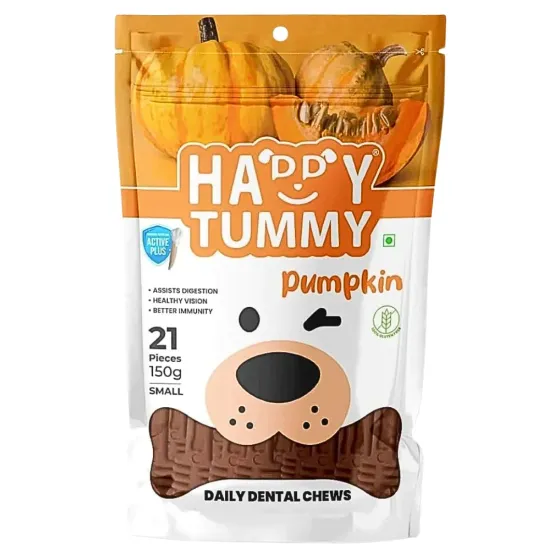 HAPPY®
TUMMY
Pumpkin
ACTIVE
PLUS
• ASSISTS DIGESTION
• HEALTHY VISION
• BETTER IMMUNITY
21
Pieces
150g
SMALL
DAILY DENTAL CHEWS